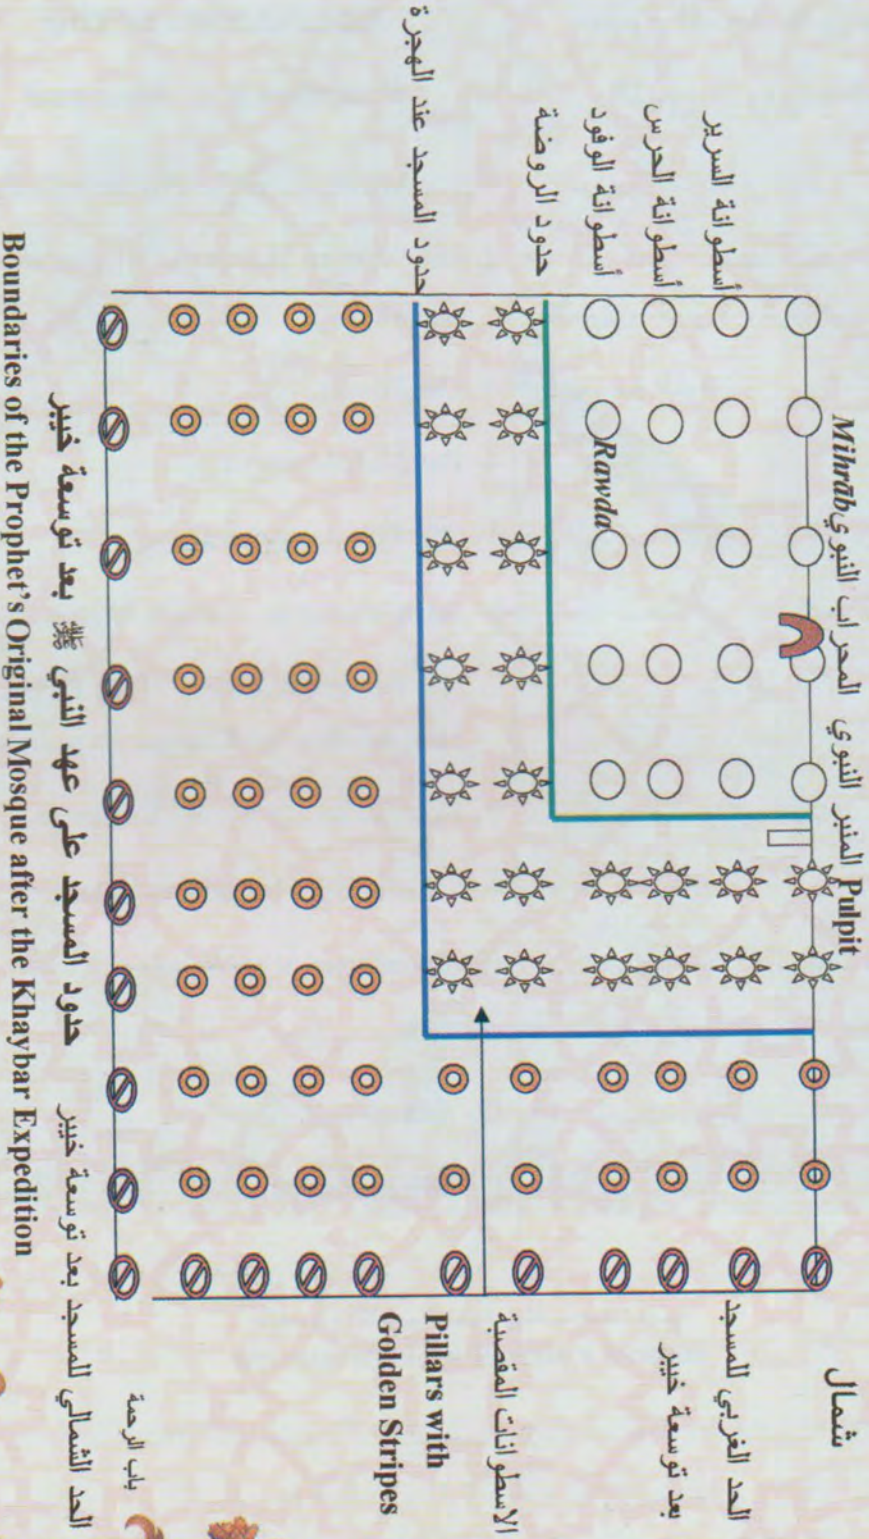 شمال
Mihrāb المحراب النبوي
المنبر النبوي Pulpit
أسطوانة السرير
أسطوانة الحرس
أسطوانة الوفود
حدود الروضة
حدود المسجد عند الهجرة
Rawda
الحد الغربي للمسجد
بعد توسعة خيبر
الاسطوانات المقصبة
Pillars with
Golden Stripes
باب الرحمة
الحد الشمالي للمسجد بعد توسعة خيبر
حدود المسجد على عهد النبي ﷺ بعد توسعة خيبر
Boundaries of the Prophet's Original Mosque after the Khaybar Expedition